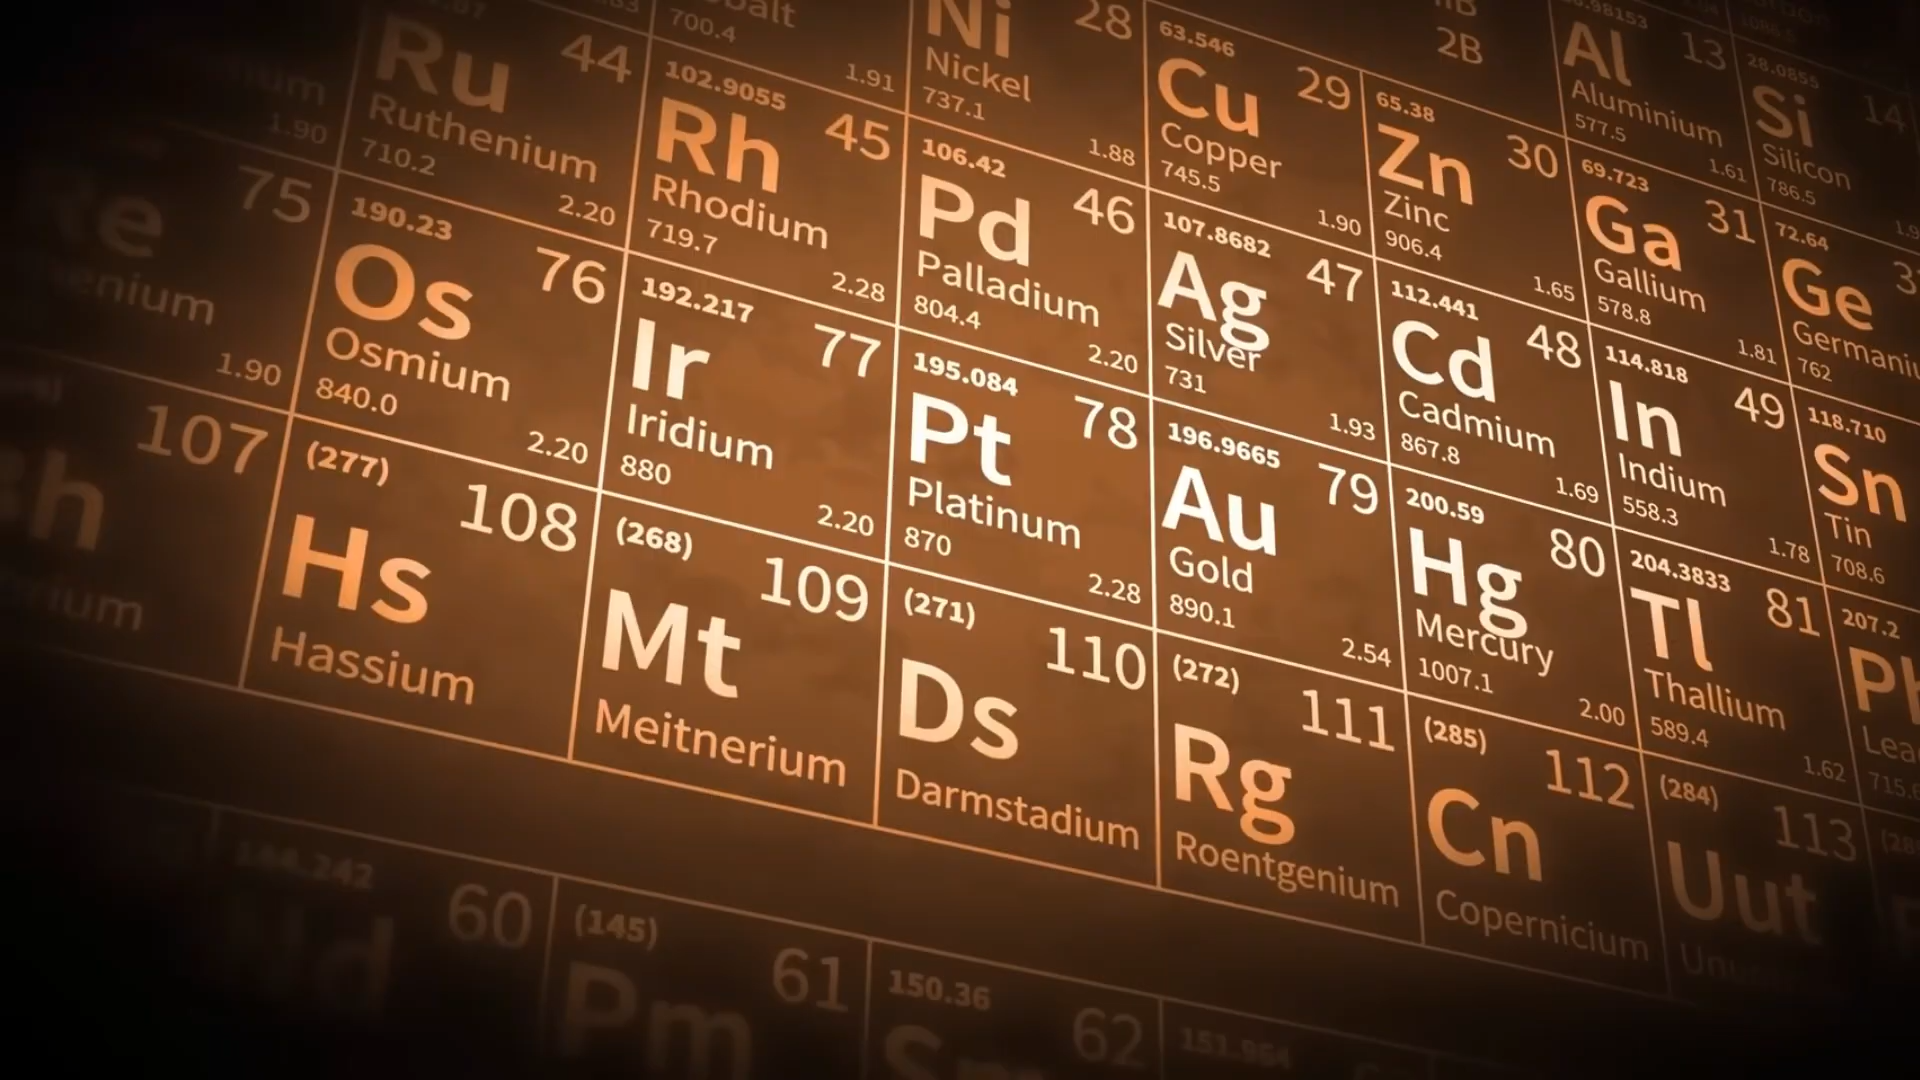 Ru 44
Ruthenium
710.2
2.20
700.4
1.91
102.9055
Rh 45
Rhodium
719.7
2.28
Ni 28
Nickel
737.1
1.88
106.42
Pd 46
Palladium
804.4
2.20
63.546
Cu 29
Copper
745.5
1.90
107.8682
Ag 47
Silver
731
1.93
2B
65.38
Zn 30
Zinc
906.4
1.65
112.441
Cd 48
Cadmium
867.8
1.69
Al 13
Aluminium
577.5
1.61
69.723
Ga 31
Gallium
578.8
1.81
114.818
In 49
Indium
558.3
1.78
28.0855
Si 14
Silicon
786.5
72.64
Ge
762
118.710
Sn
Tin
708.6
1.90
75
1.90
190.23
Os 76
Osmium
840.0
2.20
192.217
Ir 77
Iridium
880
2.20
195.084
Pt 78
Platinum
870
2.28
196.9665
Au 79
Gold
890.1
2.54
200.59
Hg 80
Mercury
1007.1
2.00
204.3833
Tl 81
Thallium
589.4
1.62
207.2
107
(277)
Hs 108
Hassium
(268)
Mt 109
Meitnerium
(271)
Ds 110
Darmstadium
(272)
Rg 111
Roentgenium
(285)
Cn 112
Copernicium
(284)
Uut 113
144.242
Nd 60
(145)
Pm 61
150.36
62
151.964